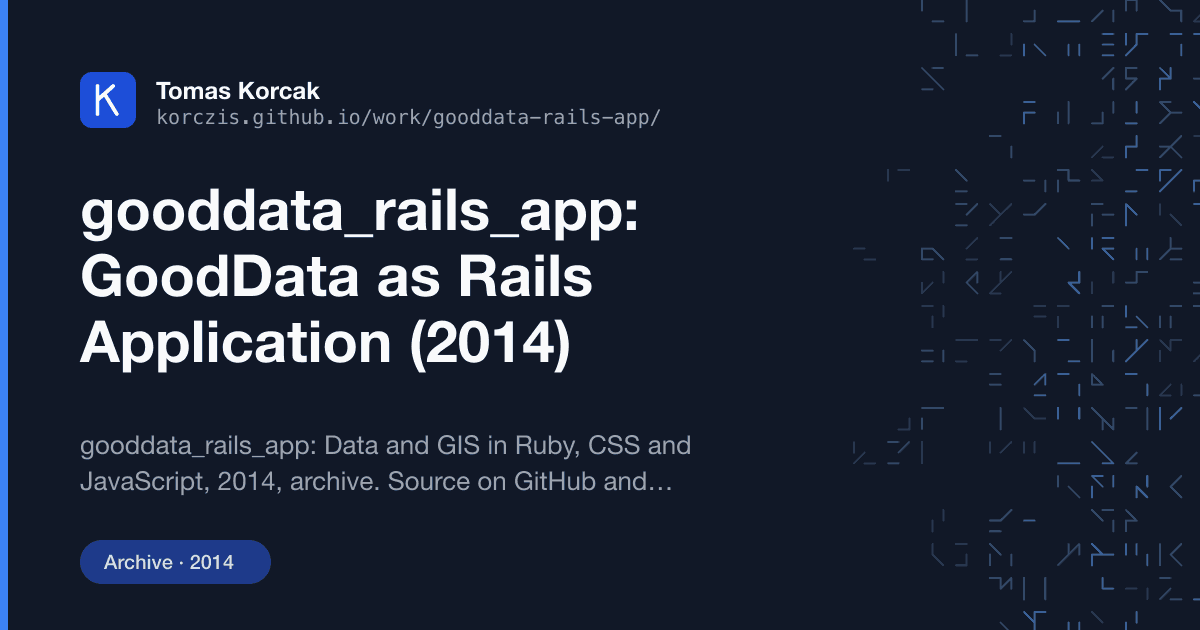 K
Tomas Korcak
korczis.github.io/work/gooddata-rails-app/
gooddata_rails_app:
GoodData as Rails
Application (2014)
gooddata_rails_app: Data and GIS in Ruby, CSS and
JavaScript, 2014, archive. Source on GitHub and…
Archive · 2014